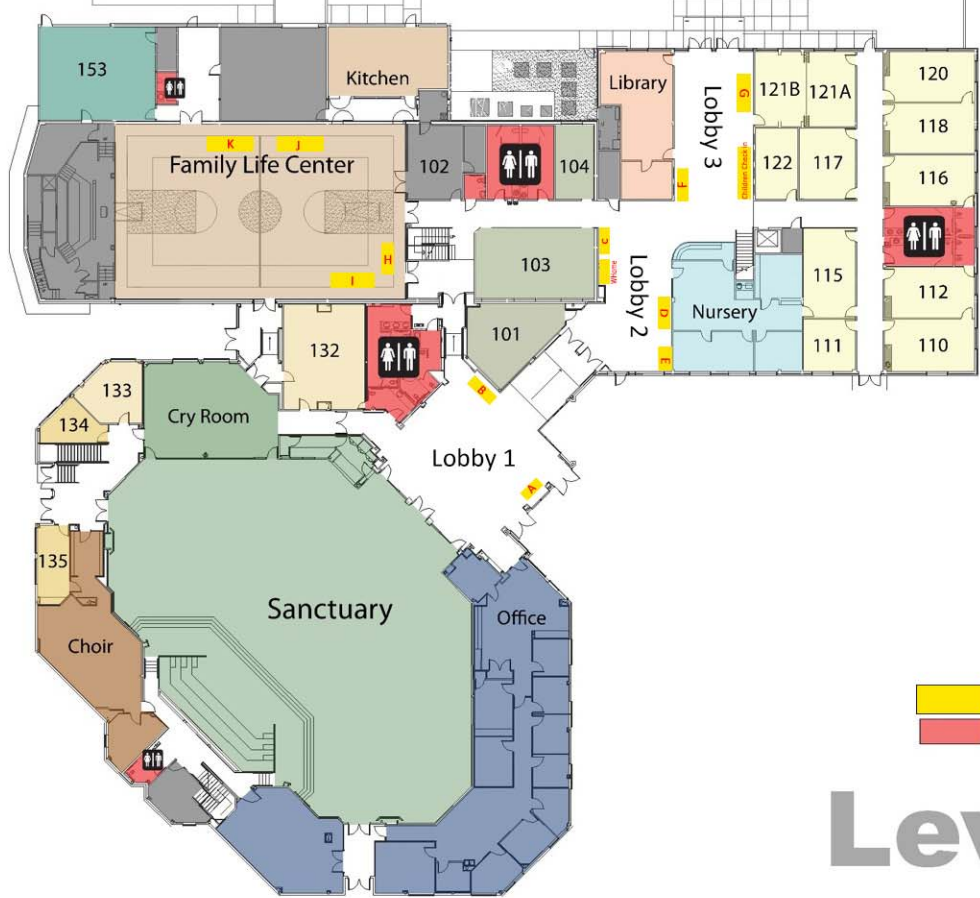 153
Kitchen
Library
Lobby 3
G
121B
121A
120
118
K
J
Family Life Center
102
104
F
Children Check in
122
117
116
H
I
103
C
Lobby 2
D
E
Nursery
115
112
111
110
101
B
132
133
134
Cry Room
Lobby 1
A
135
Sanctuary
Office
Choir
Lev